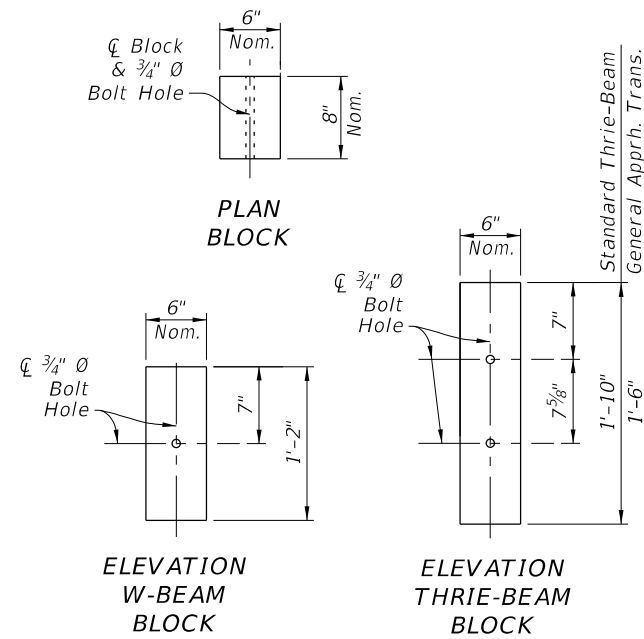 6"
Nom.
℄ Block
& ¾" Ø
Bolt Hole
8"
Nom.
PLAN
BLOCK
6"
Nom.
℄ ¾" Ø
Bolt
Hole
7"
1'-2"
ELEVATION
W-BEAM
BLOCK
6"
Nom.
℄ ¾" Ø
Bolt
Hole
7"
7⅝"
1'-10"
1'-6"
Standard Thrie-Beam
General Apprh. Trans.
ELEVATION
THRIE-BEAM
BLOCK